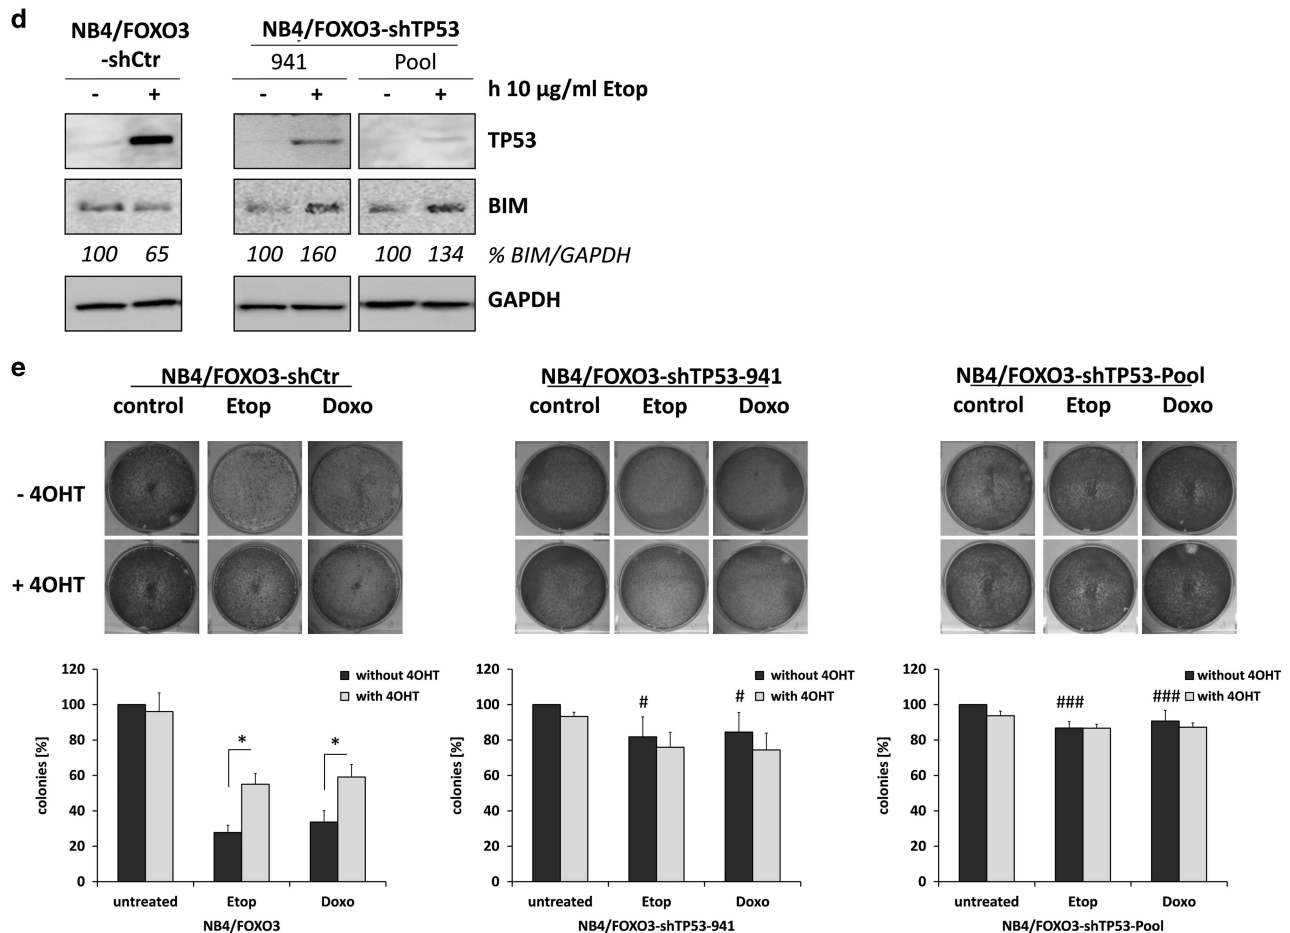 d
NB4/FOXO3
-shCtr
NB4/FOXO3-shTP53
941 Pool
- + - + - + h 10 µg/ml Etop
TP53
BIM
100 65 100 160 100 134 % BIM/GAPDH
GAPDH
e
NB4/FOXO3-shCtr NB4/FOXO3-shTP53-941 NB4/FOXO3-shTP53-Pool
control Etop Doxo control Etop Doxo control Etop Doxo
- 4OHT
+ 4OHT
120
100
80
60
40
20
0
colonies [%]
without 4OHT
with 4OHT
* *
untreated Etop Doxo
NB4/FOXO3
120
100
80
60
40
20
0
colonies [%]
without 4OHT
with 4OHT
# #
untreated Etop Doxo
NB4/FOXO3-shTP53-941
120
100
80
60
40
20
0
colonies [%]
without 4OHT
with 4OHT
### ###
untreated Etop Doxo
NB4/FOXO3-shTP53-Pool